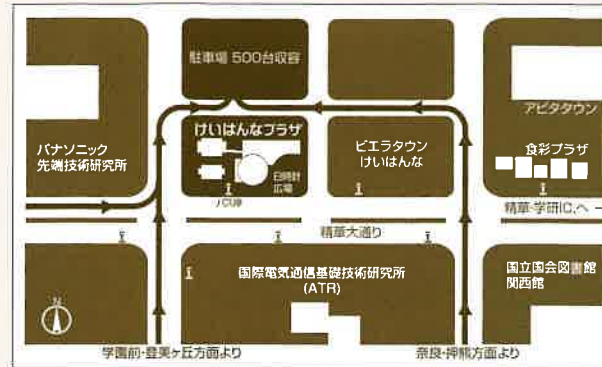 駐車場 500台収容
アピタタウン
けいはんなプラザ
パナソニック
先端技術研究所
ピエラタウン
けいはんな
食彩プラザ
日時計
広場
バス停
精華・学研IC.へ
精華大通り
国際電気通信基礎技術研究所
(ATR)
国立国会図書館
関西館
N
学園前・登美ヶ丘方面より
奈良・押熊方面より